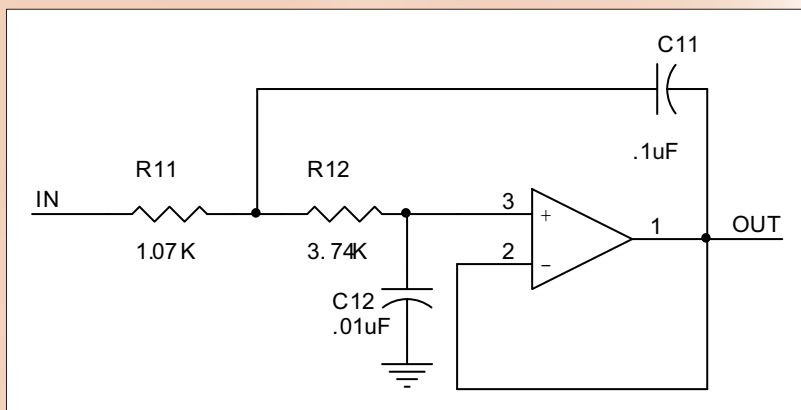 C11
.1uF
R11
R12
IN
3
+
1
OUT
1.07K
3.74K
2
−
C12
.01uF